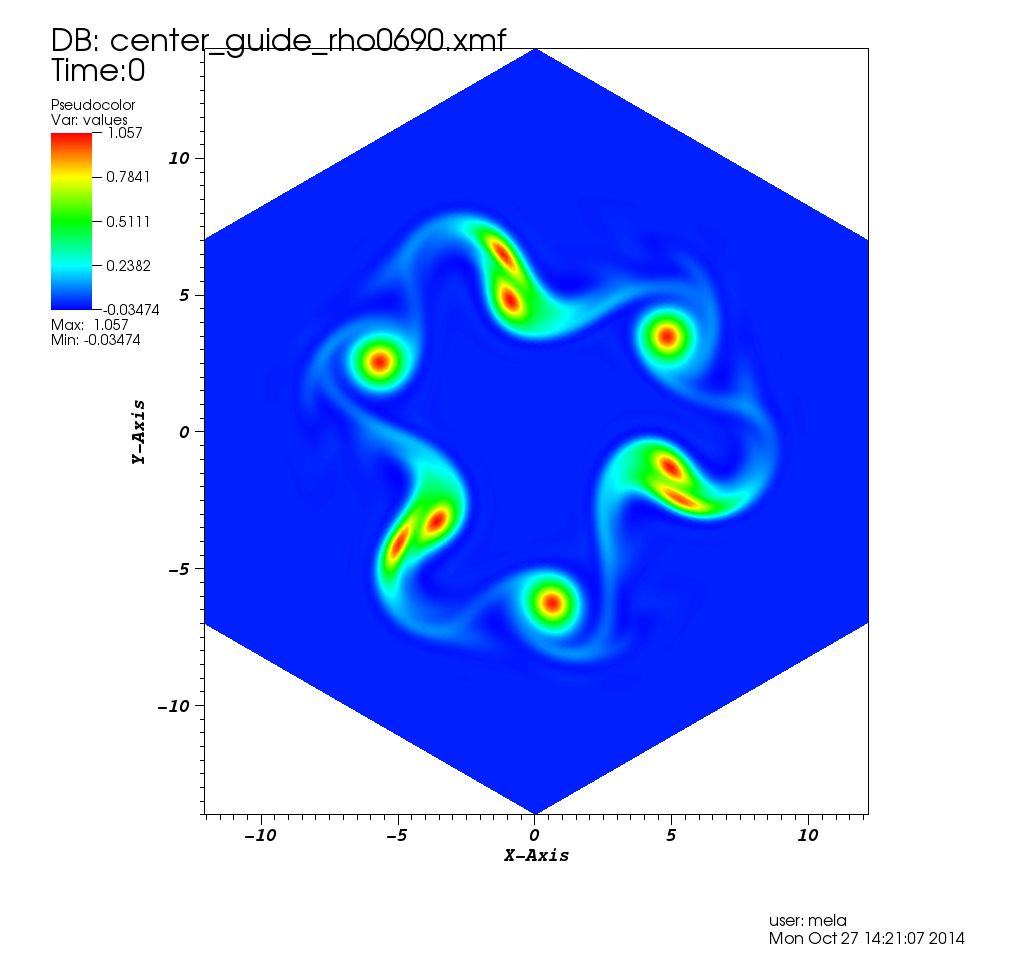 DB: center_guide_rho0690.xmf
Time:0
Pseudocolor
Var: values
1.057
0.7841
0.5111
0.2382
-0.03474
Max: 1.057
Min: -0.03474
10
5
0
-5
-10
Y-Axis
-10 -5 0 5 10
X-Axis
user: mela
Mon Oct 27 14:21:07 2014